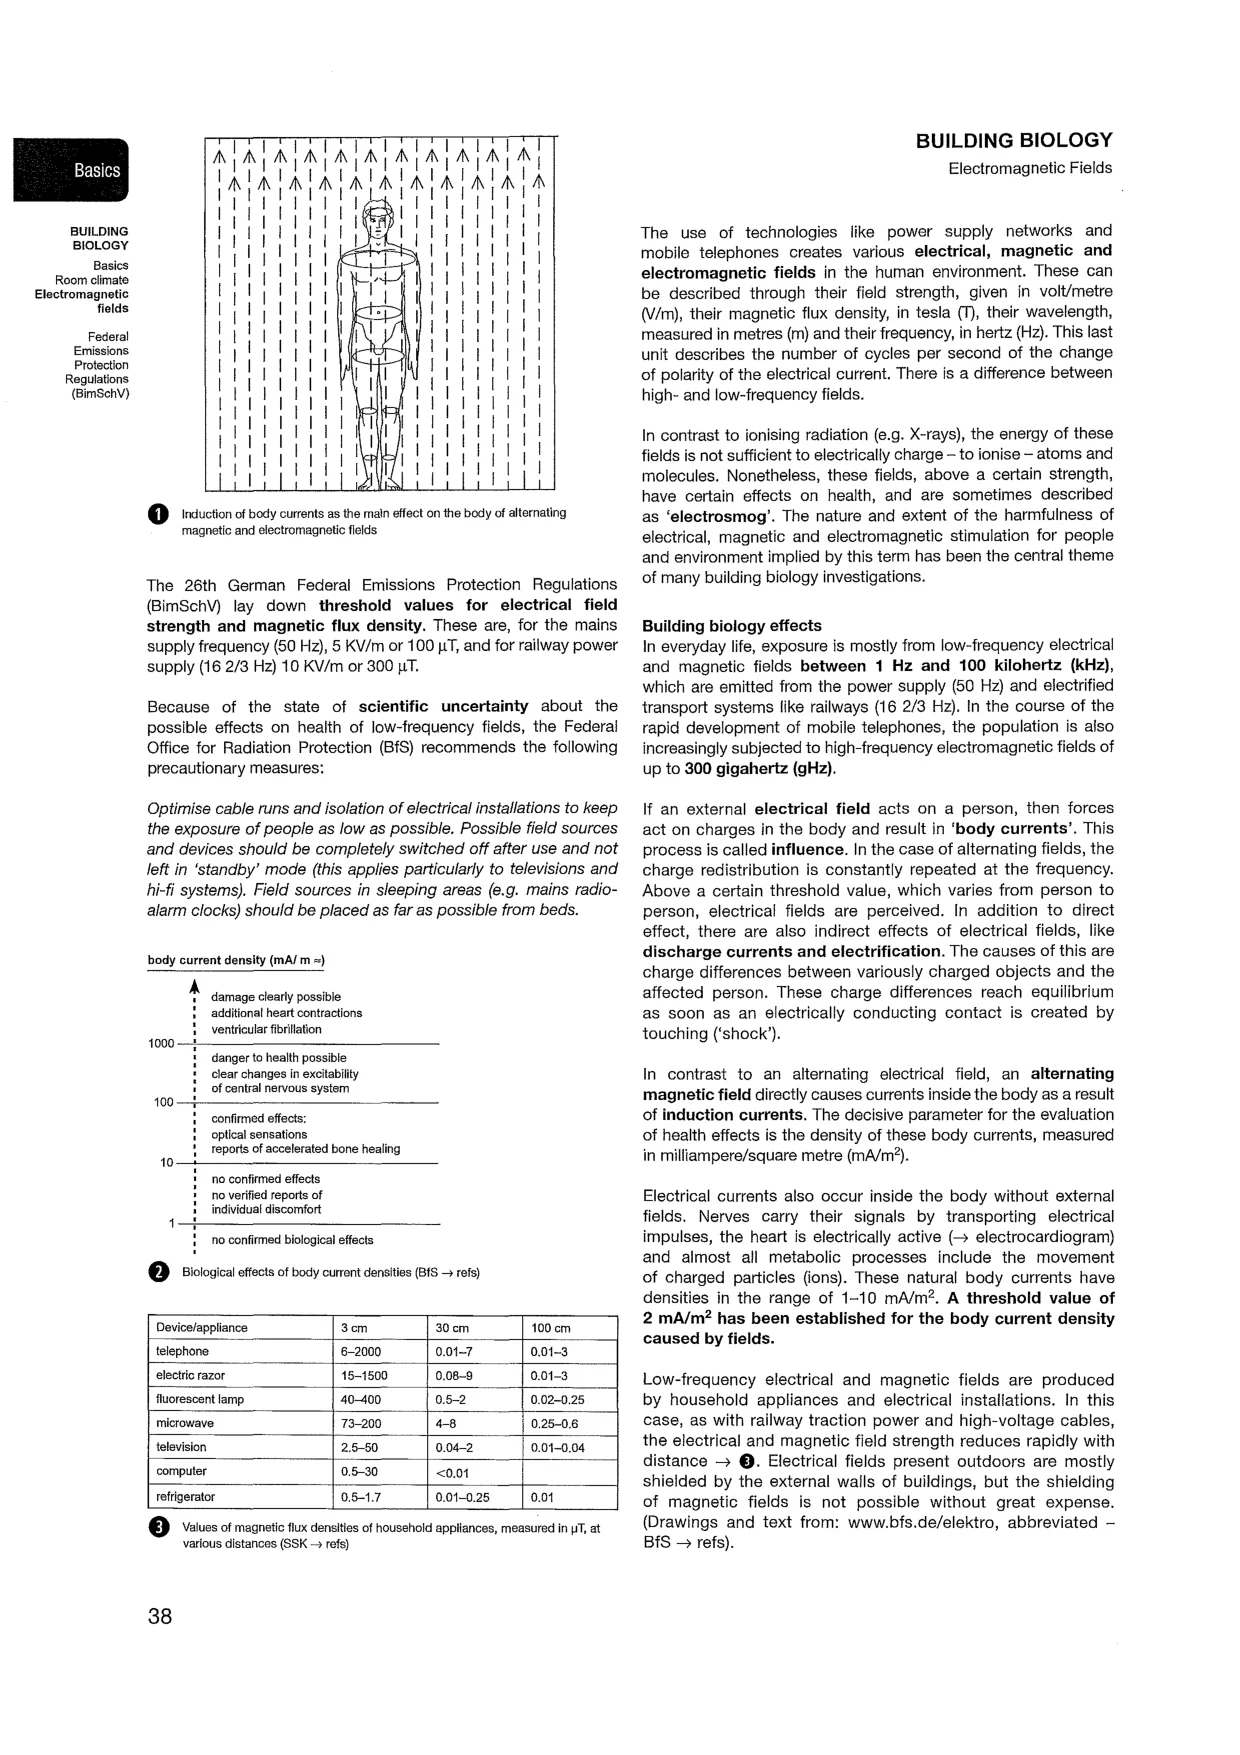 BUILDING BIOLOGY
Electromagnetic Fields
Basics
BUILDING
BIOLOGY
Basics
Room climate
Electromagnetic
fields
Federal
Emissions
Protection
Regulations
(BimSchV)
❶ Induction of body currents as the main effect on the body of alternating
magnetic and electromagnetic fields
The 26th German Federal Emissions Protection Regulations
(BimSchV) lay down threshold values for electrical field
strength and magnetic flux density. These are, for the mains
supply frequency (50 Hz), 5 KV/m or 100 µT, and for railway power
supply (16 2/3 Hz) 10 KV/m or 300 µT.
Because of the state of scientific uncertainty about the
possible effects on health of low-frequency fields, the Federal
Office for Radiation Protection (BfS) recommends the following
precautionary measures:
Optimise cable runs and isolation of electrical installations to keep
the exposure of people as low as possible. Possible field sources
and devices should be completely switched off after use and not
left in ‘standby’ mode (this applies particularly to televisions and
hi-fi systems). Field sources in sleeping areas (e.g. mains radio-
alarm clocks) should be placed as far as possible from beds.
body current density (mA/ m ≈)
damage clearly possible
additional heart contractions
ventricular fibrillation
1000
danger to health possible
clear changes in excitability
of central nervous system
100
confirmed effects:
optical sensations
reports of accelerated bone healing
10
no confirmed effects
no verified reports of
individual discomfort
1
no confirmed biological effects
❷ Biological effects of body current densities (BfS → refs)
Device/appliance 3 cm 30 cm 100 cm
telephone 6–2000 0.01–7 0.01–3
electric razor 15–1500 0.08–9 0.01–3
fluorescent lamp 40–400 0.5–2 0.02–0.25
microwave 73–200 4–8 0.25–0.6
television 2.5–50 0.04–2 0.01–0.04
computer 0.5–30 <0.01
refrigerator 0.5–1.7 0.01–0.25 0.01
❸ Values of magnetic flux densities of household appliances, measured in µT, at
various distances (SSK → refs)
The use of technologies like power supply networks and
mobile telephones creates various electrical, magnetic and
electromagnetic fields in the human environment. These can
be described through their field strength, given in volt/metre
(V/m), their magnetic flux density, in tesla (T), their wavelength,
measured in metres (m) and their frequency, in hertz (Hz). This last
unit describes the number of cycles per second of the change
of polarity of the electrical current. There is a difference between
high- and low-frequency fields.
In contrast to ionising radiation (e.g. X-rays), the energy of these
fields is not sufficient to electrically charge – to ionise – atoms and
molecules. Nonetheless, these fields, above a certain strength,
have certain effects on health, and are sometimes described
as ‘electrosmog’. The nature and extent of the harmfulness of
electrical, magnetic and electromagnetic stimulation for people
and environment implied by this term has been the central theme
of many building biology investigations.
Building biology effects
In everyday life, exposure is mostly from low-frequency electrical
and magnetic fields between 1 Hz and 100 kilohertz (kHz),
which are emitted from the power supply (50 Hz) and electrified
transport systems like railways (16 2/3 Hz). In the course of the
rapid development of mobile telephones, the population is also
increasingly subjected to high-frequency electromagnetic fields of
up to 300 gigahertz (gHz).
If an external electrical field acts on a person, then forces
act on charges in the body and result in ‘body currents’. This
process is called influence. In the case of alternating fields, the
charge redistribution is constantly repeated at the frequency.
Above a certain threshold value, which varies from person to
person, electrical fields are perceived. In addition to direct
effect, there are also indirect effects of electrical fields, like
discharge currents and electrification. The causes of this are
charge differences between variously charged objects and the
affected person. These charge differences reach equilibrium
as soon as an electrically conducting contact is created by
touching (‘shock’).
In contrast to an alternating electrical field, an alternating
magnetic field directly causes currents inside the body as a result
of induction currents. The decisive parameter for the evaluation
of health effects is the density of these body currents, measured
in milliampere/square metre (mA/m²).
Electrical currents also occur inside the body without external
fields. Nerves carry their signals by transporting electrical
impulses, the heart is electrically active (→ electrocardiogram)
and almost all metabolic processes include the movement
of charged particles (ions). These natural body currents have
densities in the range of 1–10 mA/m². A threshold value of
2 mA/m² has been established for the body current density
caused by fields.
Low-frequency electrical and magnetic fields are produced
by household appliances and electrical installations. In this
case, as with railway traction power and high-voltage cables,
the electrical and magnetic field strength reduces rapidly with
distance → ❸. Electrical fields present outdoors are mostly
shielded by the external walls of buildings, but the shielding
of magnetic fields is not possible without great expense.
(Drawings and text from: www.bfs.de/elektro, abbreviated –
BfS → refs).
38